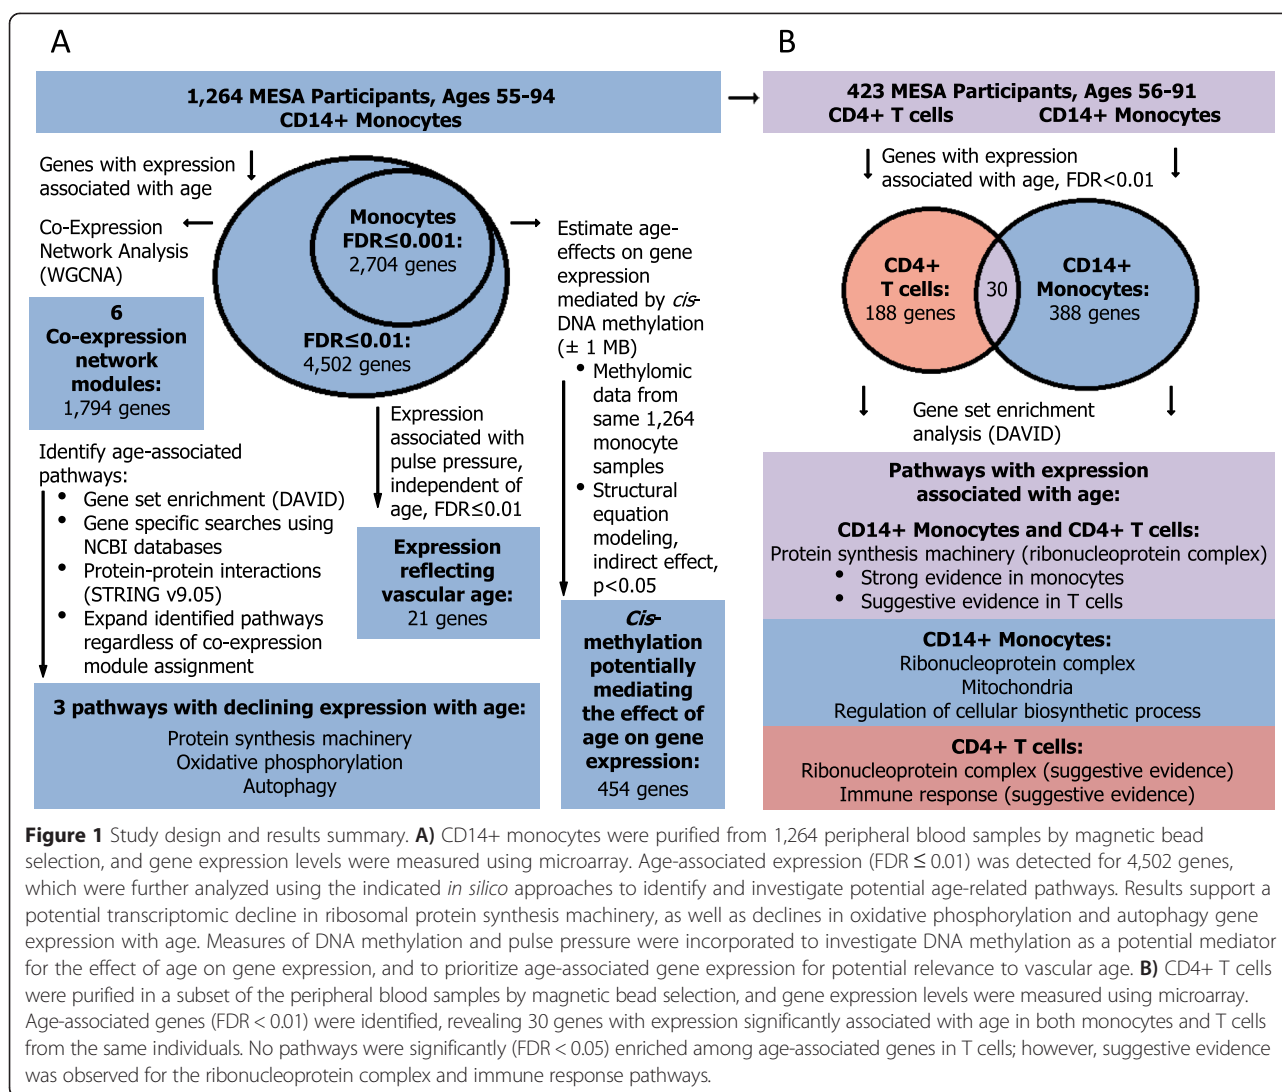 A
1,264 MESA Participants, Ages 55-94
CD14+ Monocytes
Genes with expression
associated with age
Co-Expression
Network Analysis
(WGCNA)
Monocytes
FDR≤0.001:
2,704 genes
FDR≤0.01:
4,502 genes
6
Co-expression
network
modules:
1,794 genes
Identify age-associated
pathways:
• Gene set enrichment (DAVID)
• Gene specific searches using
NCBI databases
• Protein-protein interactions
(STRING v9.05)
• Expand identified pathways
regardless of co-expression
module assignment
3 pathways with declining expression with age:
Protein synthesis machinery
Oxidative phosphorylation
Autophagy
Expression
associated with
pulse pressure,
independent of
age, FDR≤0.01
Expression
reflecting
vascular age:
21 genes
Estimate age-
effects on gene
expression
mediated by cis-
DNA methylation
(± 1 MB)
• Methylomic
data from
same 1,264
monocyte
samples
• Structural
equation
modeling,
indirect effect,
p<0.05
Cis-
methylation
potentially
mediating
the effect of
age on gene
expression:
454 genes
B
423 MESA Participants, Ages 56-91
CD4+ T cells CD14+ Monocytes
Genes with expression
associated with age, FDR<0.01
CD4+
T cells:
188 genes
30
CD14+
Monocytes:
388 genes
Gene set enrichment
analysis (DAVID)
Pathways with expression
associated with age:
CD14+ Monocytes and CD4+ T cells:
Protein synthesis machinery (ribonucleoprotein complex)
• Strong evidence in monocytes
• Suggestive evidence in T cells
CD14+ Monocytes:
Ribonucleoprotein complex
Mitochondria
Regulation of cellular biosynthetic process
CD4+ T cells:
Ribonucleoprotein complex (suggestive evidence)
Immune response (suggestive evidence)
Figure 1 Study design and results summary. A) CD14+ monocytes were purified from 1,264 peripheral blood samples by magnetic bead
selection, and gene expression levels were measured using microarray. Age-associated expression (FDR ≤ 0.01) was detected for 4,502 genes,
which were further analyzed using the indicated in silico approaches to identify and investigate potential age-related pathways. Results support a
potential transcriptomic decline in ribosomal protein synthesis machinery, as well as declines in oxidative phosphorylation and autophagy gene
expression with age. Measures of DNA methylation and pulse pressure were incorporated to investigate DNA methylation as a potential mediator
for the effect of age on gene expression, and to prioritize age-associated gene expression for potential relevance to vascular age. B) CD4+ T cells
were purified in a subset of the peripheral blood samples by magnetic bead selection, and gene expression levels were measured using microarray.
Age-associated genes (FDR < 0.01) were identified, revealing 30 genes with expression significantly associated with age in both monocytes and T cells
from the same individuals. No pathways were significantly (FDR < 0.05) enriched among age-associated genes in T cells; however, suggestive evidence
was observed for the ribonucleoprotein complex and immune response pathways.